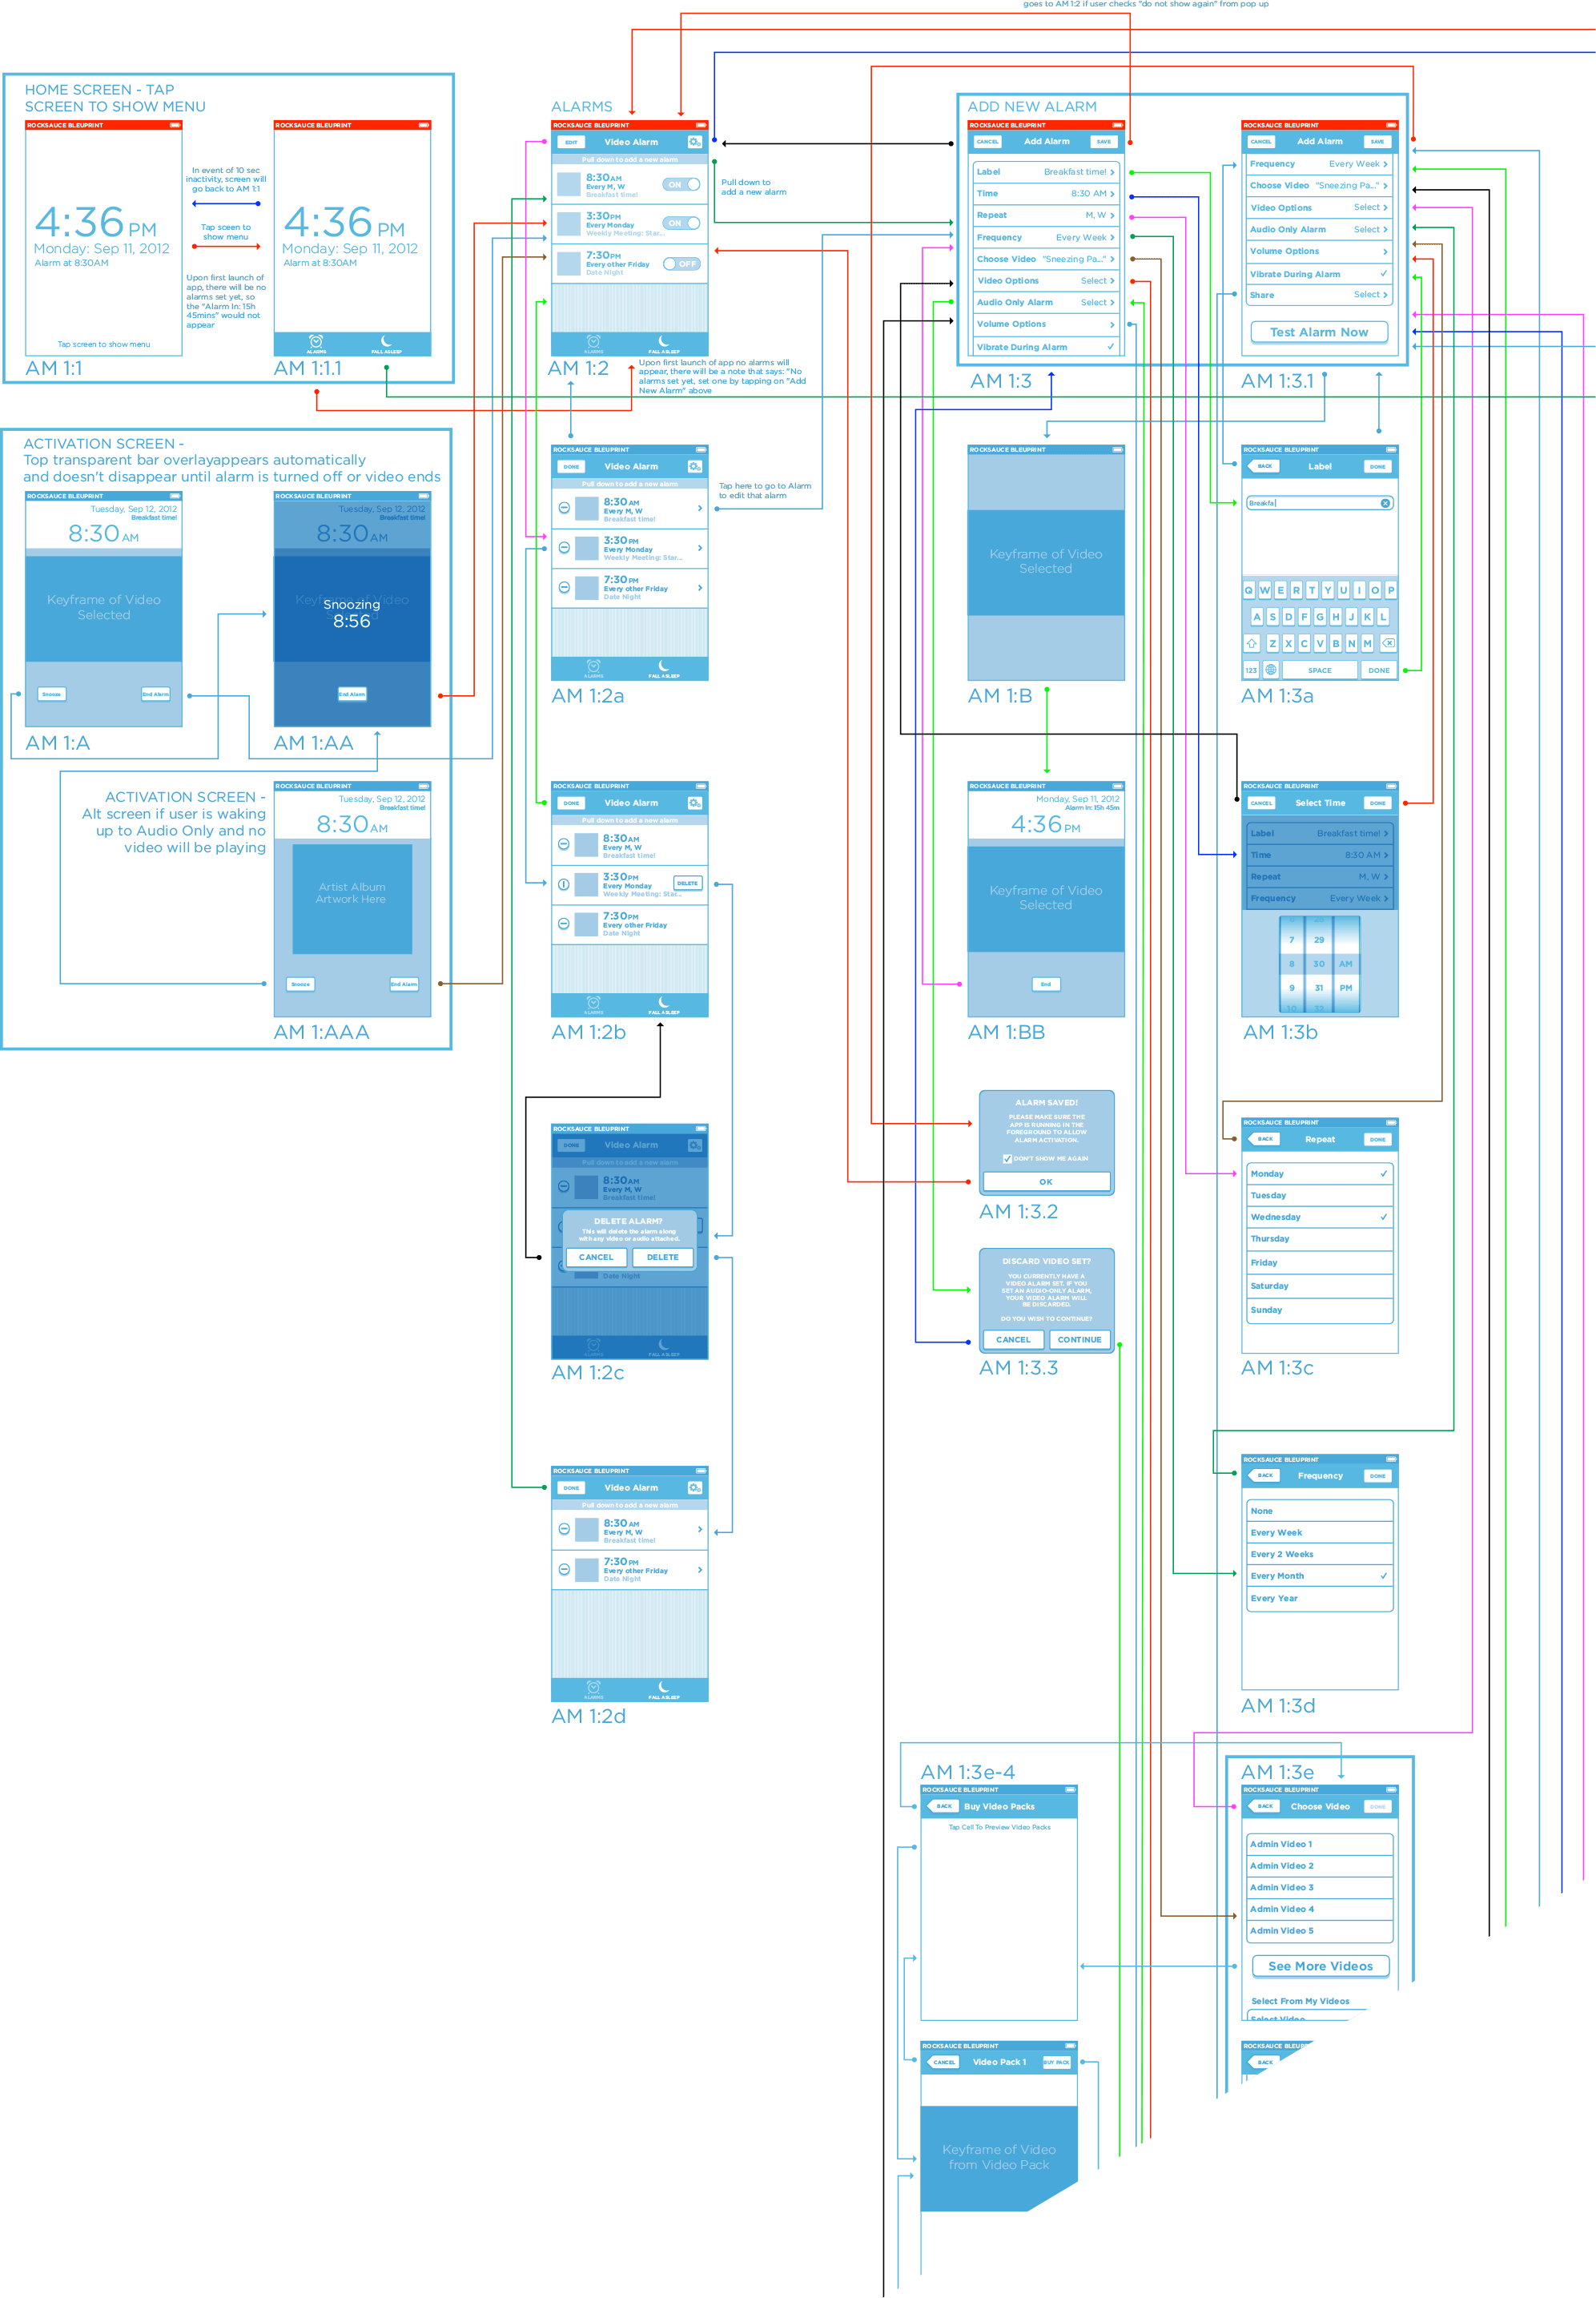 goes to AM 1:2 if user checks "do not show again" from pop up
HOME SCREEN - TAP
SCREEN TO SHOW MENU
ROCKSAUCE BLEUPRINT
4:36 PM
Monday: Sep 11, 2012
Alarm at 8:30AM
Tap screen to show menu
AM 1:1
In event of 10 sec
inactivity, screen will
go back to AM 1:1
Tap sceen to
show menu
Upon first launch of
app, there will be no
alarms set yet, so
the "Alarm In: 15h
45mins" would not
appear
ROCKSAUCE BLEUPRINT
4:36 PM
Monday: Sep 11, 2012
Alarm at 8:30AM
ALARMS
FALL ASLEEP
AM 1:1.1
ACTIVATION SCREEN -
Top transparent bar overlayappears automatically
and doesn't disappear until alarm is turned off or video ends
ROCKSAUCE BLEUPRINT
Tuesday, Sep 12, 2012
Breakfast time!
8:30 AM
Keyframe of Video
Selected
Snooze
End Alarm
AM 1:A
ROCKSAUCE BLEUPRINT
Tuesday, Sep 12, 2012
Breakfast time!
8:30 AM
Keyframe of Video
Snoozing
8:56
End Alarm
AM 1:AA
ACTIVATION SCREEN -
Alt screen if user is waking
up to Audio Only and no
video will be playing
ROCKSAUCE BLEUPRINT
Tuesday, Sep 12, 2012
Breakfast time!
8:30 AM
Artist Album
Artwork Here
Snooze
End Alarm
AM 1:AAA
ALARMS
ROCKSAUCE BLEUPRINT
EDIT
Video Alarm
Pull down to add a new alarm
8:30AM
Every M, W
Breakfast time!
ON
3:30PM
Every Monday
Weekly Meeting: Star...
ON
7:30PM
Every other Friday
Date Night
OFF
ALARMS
FALL ASLEEP
AM 1:2
Pull down to
add a new alarm
Upon first launch of app no alarms will
appear, there will be a note that says: "No
alarms set yet, set one by tapping on "Add
New Alarm" above
ROCKSAUCE BLEUPRINT
DONE
Video Alarm
Pull down to add a new alarm
8:30 AM
Every M, W
Breakfast time!
3:30PM
Every Monday
Weekly Meeting: Star...
7:30PM
Every other Friday
Date Night
ALARMS
FALL ASLEEP
AM 1:2a
Tap here to go to Alarm
to edit that alarm
ROCKSAUCE BLEUPRINT
DONE
Video Alarm
Pull down to add a new alarm
8:30AM
Every M, W
Breakfast time!
3:30PM
Every Monday
Weekly Meeting: Star...
DELETE
7:30PM
Every other Friday
Date Night
ALARMS
FALL ASLEEP
AM 1:2b
ROCKSAUCE BLEUPRINT
DONE
Video Alarm
Pull down to add a new alarm
8:30AM
Every M, W
Breakfast time!
DELETE ALARM?
This will delete the alarm along
with any video or audio attached.
CANCEL
DELETE
Date Night
ALARMS
FALL ASLEEP
AM 1:2c
ROCKSAUCE BLEUPRINT
DONE
Video Alarm
Pull down to add a new alarm
8:30 AM
Every M, W
Breakfast time!
7:30 PM
Every other Friday
Date Night
ALARMS
FALL ASLEEP
AM 1:2d
ADD NEW ALARM
ROCKSAUCE BLEUPRINT
CANCEL
Add Alarm
SAVE
Label Breakfast time!
Time 8:30 AM
Repeat M, W
Frequency Every Week
Choose Video "Sneezing Pa..."
Video Options Select
Audio Only Alarm Select
Volume Options
Vibrate During Alarm
AM 1:3
ROCKSAUCE BLEUPRINT
CANCEL
Add Alarm
SAVE
Frequency Every Week
Choose Video "Sneezing Pa..."
Video Options Select
Audio Only Alarm Select
Volume Options
Vibrate During Alarm
Share Select
Test Alarm Now
AM 1:3.1
ROCKSAUCE BLEUPRINT
Keyframe of Video
Selected
AM 1:B
ROCKSAUCE BLEUPRINT
BACK
Label
DONE
Breakfa
Q W E R T Y U I O P
A S D F G H J K L
Z X C V B N M
123
SPACE
DONE
AM 1:3a
ROCKSAUCE BLEUPRINT
Monday, Sep 11, 2012
Alarm In: 15h 45m
4:36 PM
Keyframe of Video
Selected
End
AM 1:BB
ROCKSAUCE BLEUPRINT
CANCEL
Select Time
DONE
Label Breakfast time!
Time 8:30 AM
Repeat M, W
Frequency Every Week
7 29
8 30 AM
9 31 PM
AM 1:3b
ALARM SAVED!
PLEASE MAKE SURE THE
APP IS RUNNING IN THE
FOREGROUND TO ALLOW
ALARM ACTIVATION.
DON'T SHOW ME AGAIN
OK
AM 1:3.2
DISCARD VIDEO SET?
YOU CURRENTLY HAVE A
VIDEO ALARM SET. IF YOU
SET AN AUDIO-ONLY ALARM,
YOUR VIDEO ALARM WILL
BE DISCARDED.
DO YOU WISH TO CONTINUE?
CANCEL
CONTINUE
AM 1:3.3
ROCKSAUCE BLEUPRINT
BACK
Repeat
DONE
Monday
Tuesday
Wednesday
Thursday
Friday
Saturday
Sunday
AM 1:3c
ROCKSAUCE BLEUPRINT
BACK
Frequency
DONE
None
Every Week
Every 2 Weeks
Every Month
Every Year
AM 1:3d
AM 1:3e-4
ROCKSAUCE BLEUPRINT
BACK
Buy Video Packs
Tap Cell To Preview Video Packs
AM 1:3e
ROCKSAUCE BLEUPRINT
BACK
Choose Video
DONE
Admin Video 1
Admin Video 2
Admin Video 3
Admin Video 4
Admin Video 5
See More Videos
Select From My Videos
Select Video
ROCKSAUCE BLEUPRINT
CANCEL
Video Pack 1
BUY PACK
Keyframe of Video
from Video Pack
ROCKSAUCE BLEUP
BACK